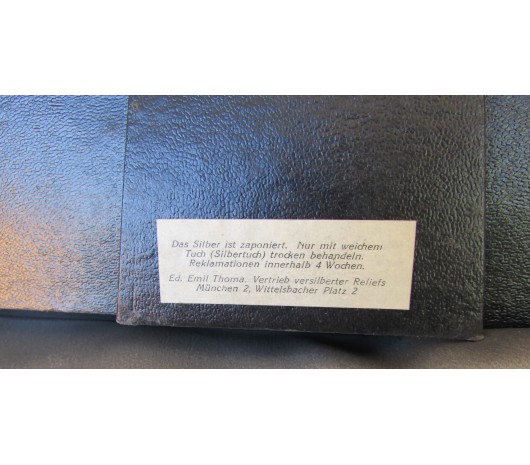 Das Silber ist zaponiert. Nur mit weichem
Tuch (Silbertuch) trocken behandeln.
Reklamationen innerhalb 4 Wochen.
Ed. Emil Thoma, Vertrieb versilberter Reliefs
München 2, Wittelsbacher Platz 2